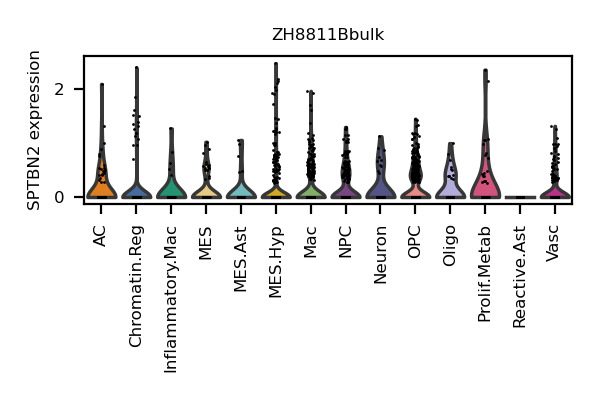 ZH8811Bbulk
SPTBN2 expression
2
0
AC
Chromatin.Reg
Inflammatory.Mac
MES
MES.Ast
MES.Hyp
Mac
NPC
Neuron
OPC
Oligo
Prolif.Metab
Reactive.Ast
Vasc